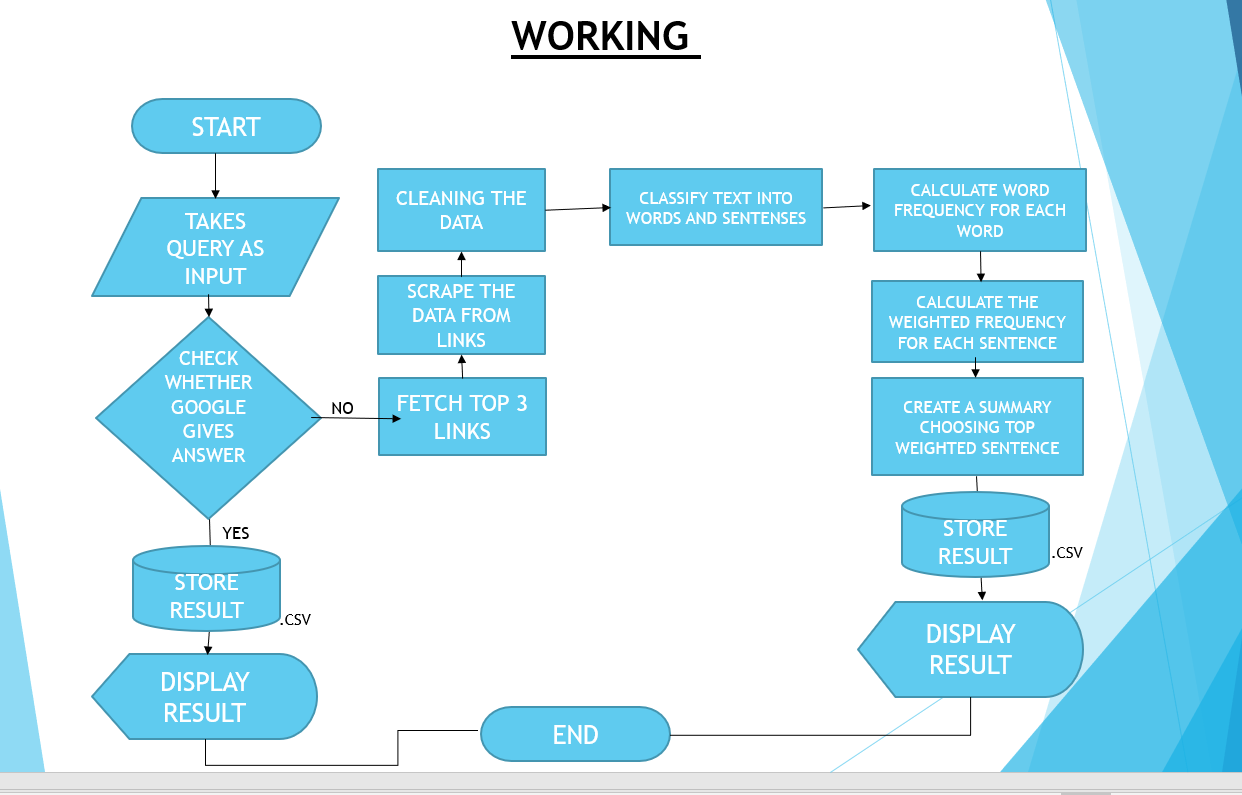 WORKING
START
TAKES
QUERY AS
INPUT
CHECK
WHETHER
GOOGLE
GIVES
ANSWER
NO
YES
STORE
RESULT
.CSV
DISPLAY
RESULT
FETCH TOP 3
LINKS
SCRAPE THE
DATA FROM
LINKS
CLEANING THE
DATA
CLASSIFY TEXT INTO
WORDS AND SENTENSES
CALCULATE WORD
FREQUENCY FOR EACH
WORD
CALCULATE THE
WEIGHTED FREQUENCY
FOR EACH SENTENCE
CREATE A SUMMARY
CHOOSING TOP
WEIGHTED SENTENCE
STORE
RESULT
.CSV
DISPLAY
RESULT
END